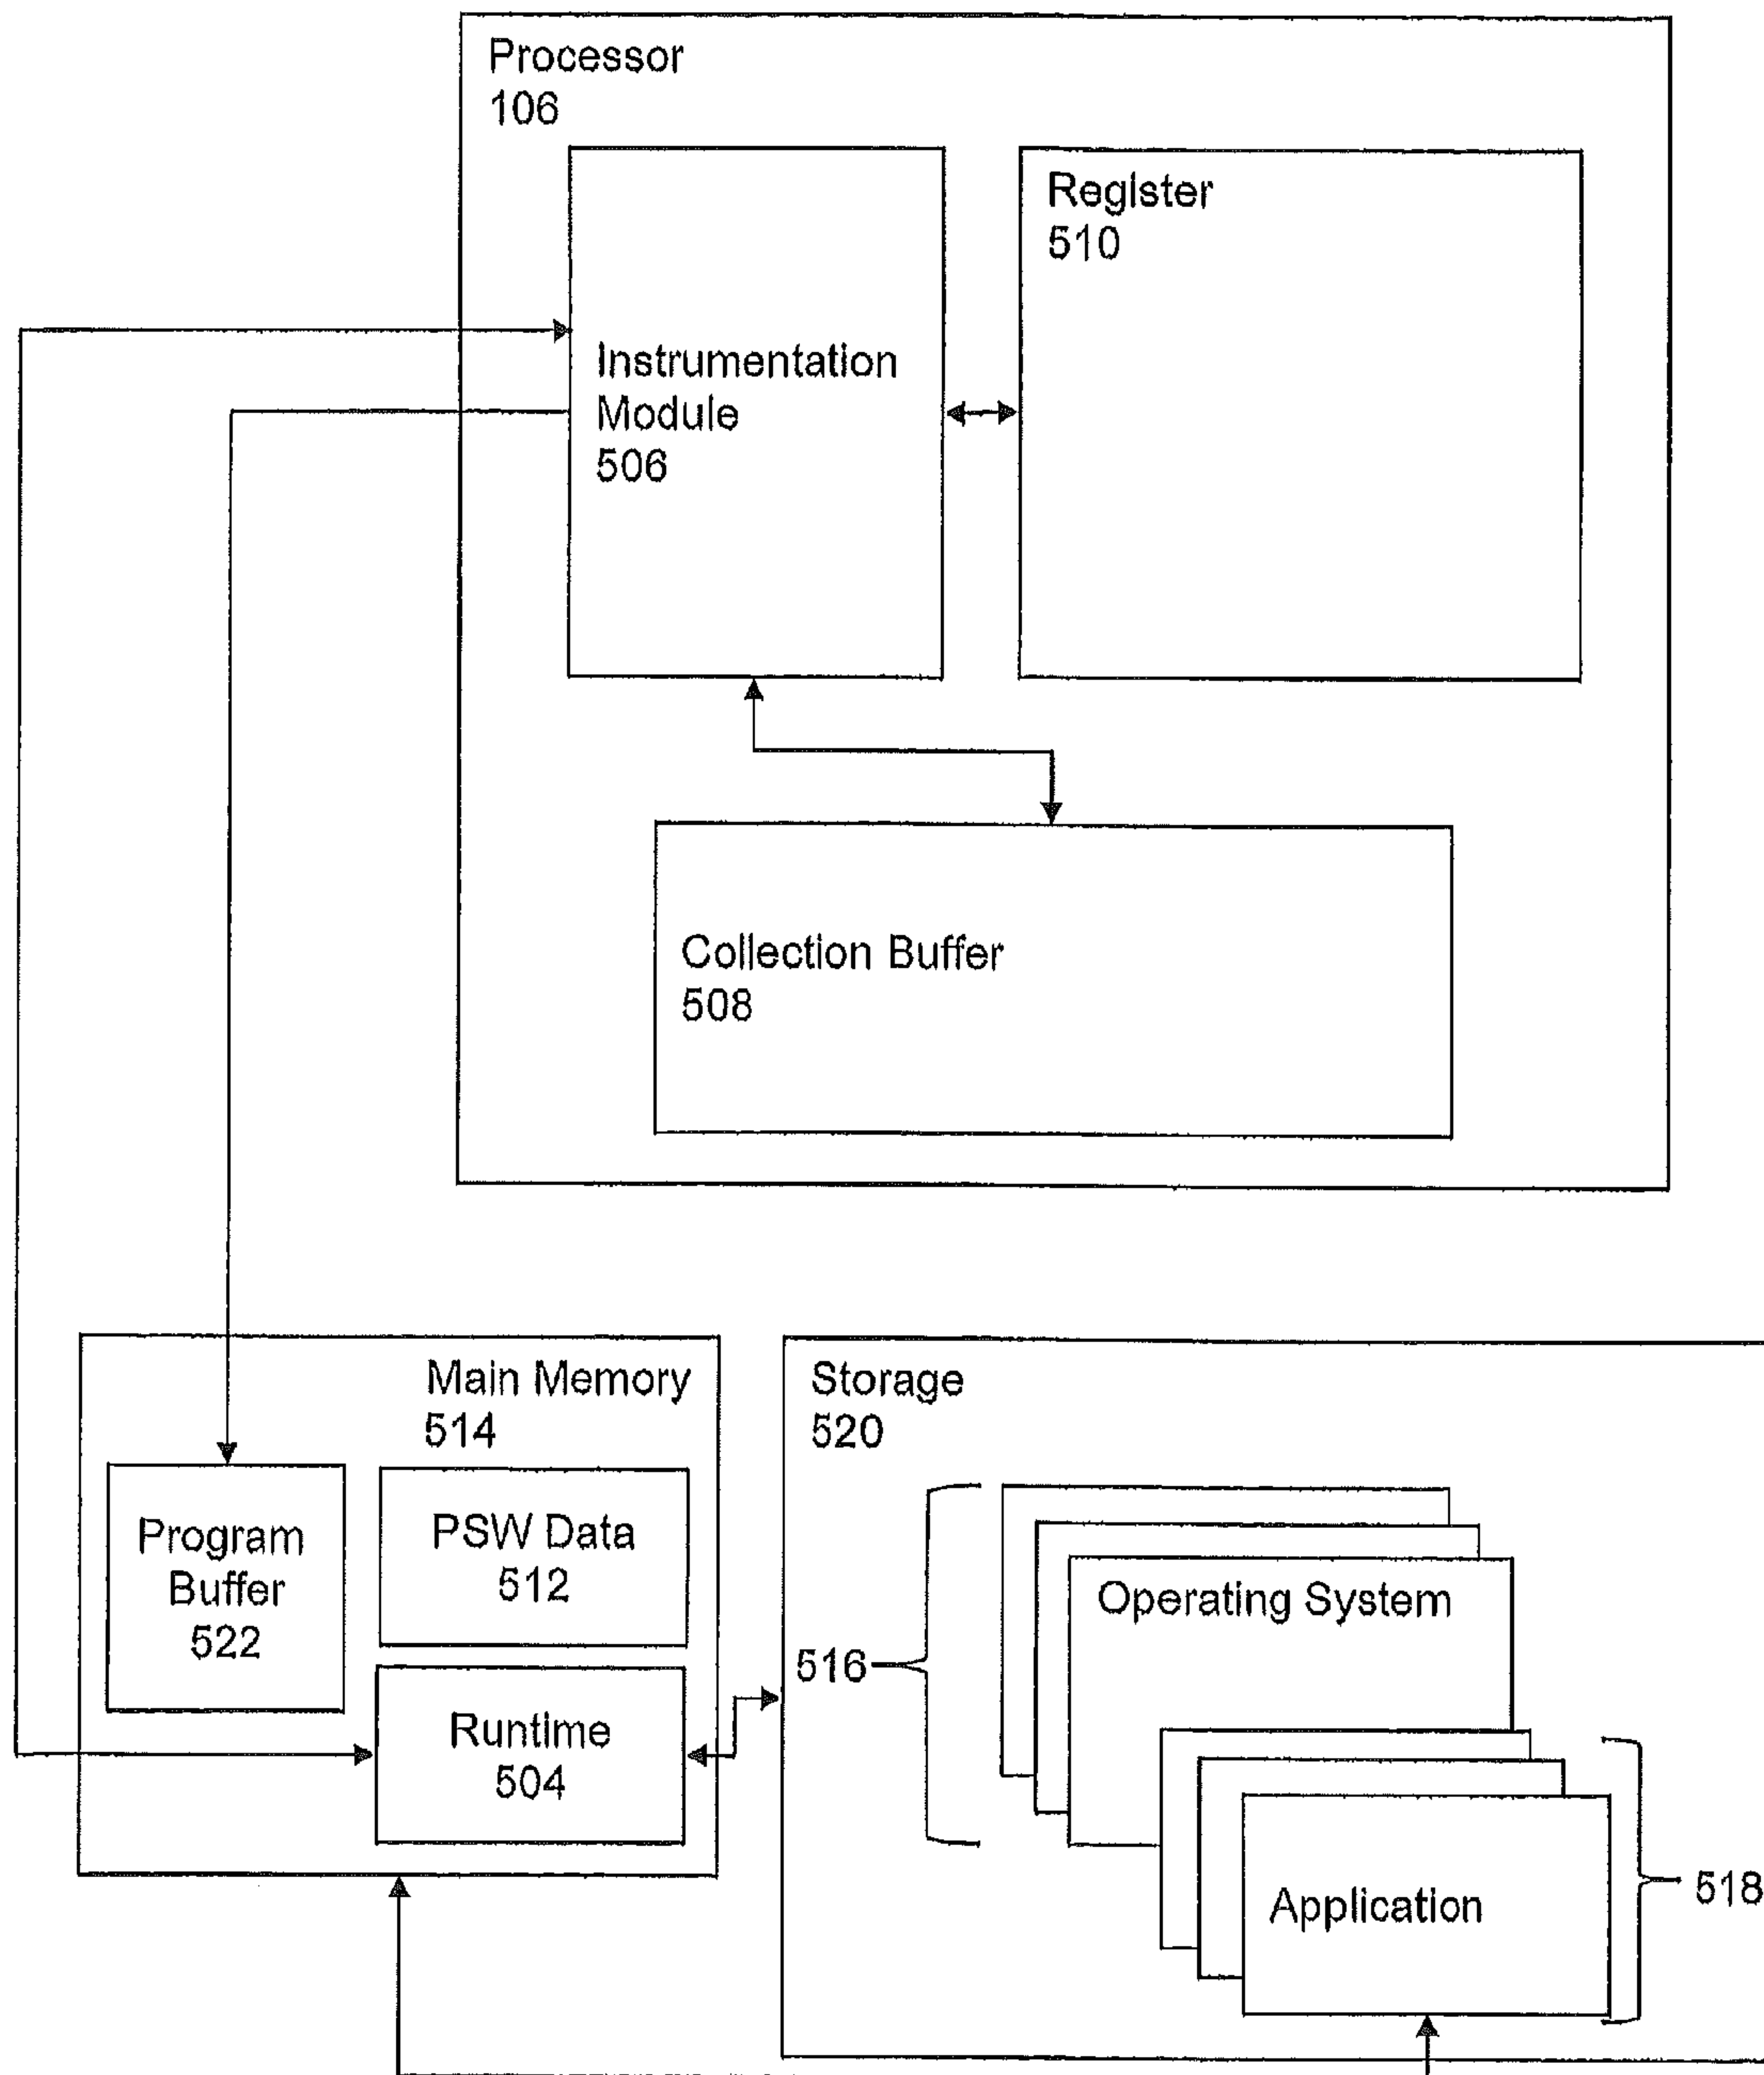 Processor
106
Register
510
Instrumentation
Module
506
Collection Buffer
508
Main Memory
514
Program
Buffer
522
PSW Data
512
Runtime
504
Storage
520
Operating System
516
Application
518